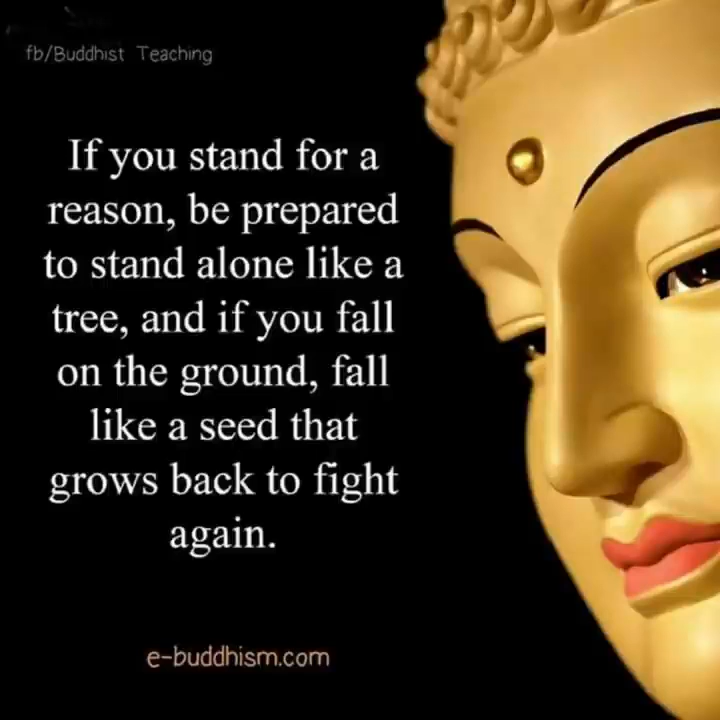 fb/Buddhist Teaching
If you stand for a
reason, be prepared
to stand alone like a
tree, and if you fall
on the ground, fall
like a seed that
grows back to fight
again.
e-buddhism.com